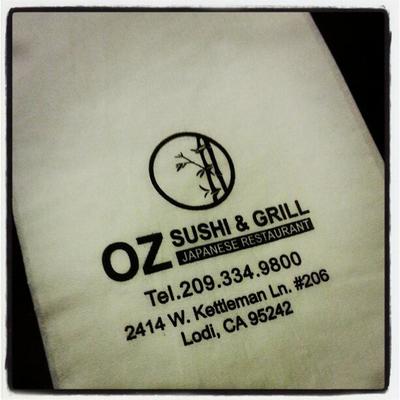 OZ SUSHI & GRILL
JAPANESE RESTAURANT
Tel.209.334.9800
2414 W. Kettleman Ln. #206
Lodi, CA 95242